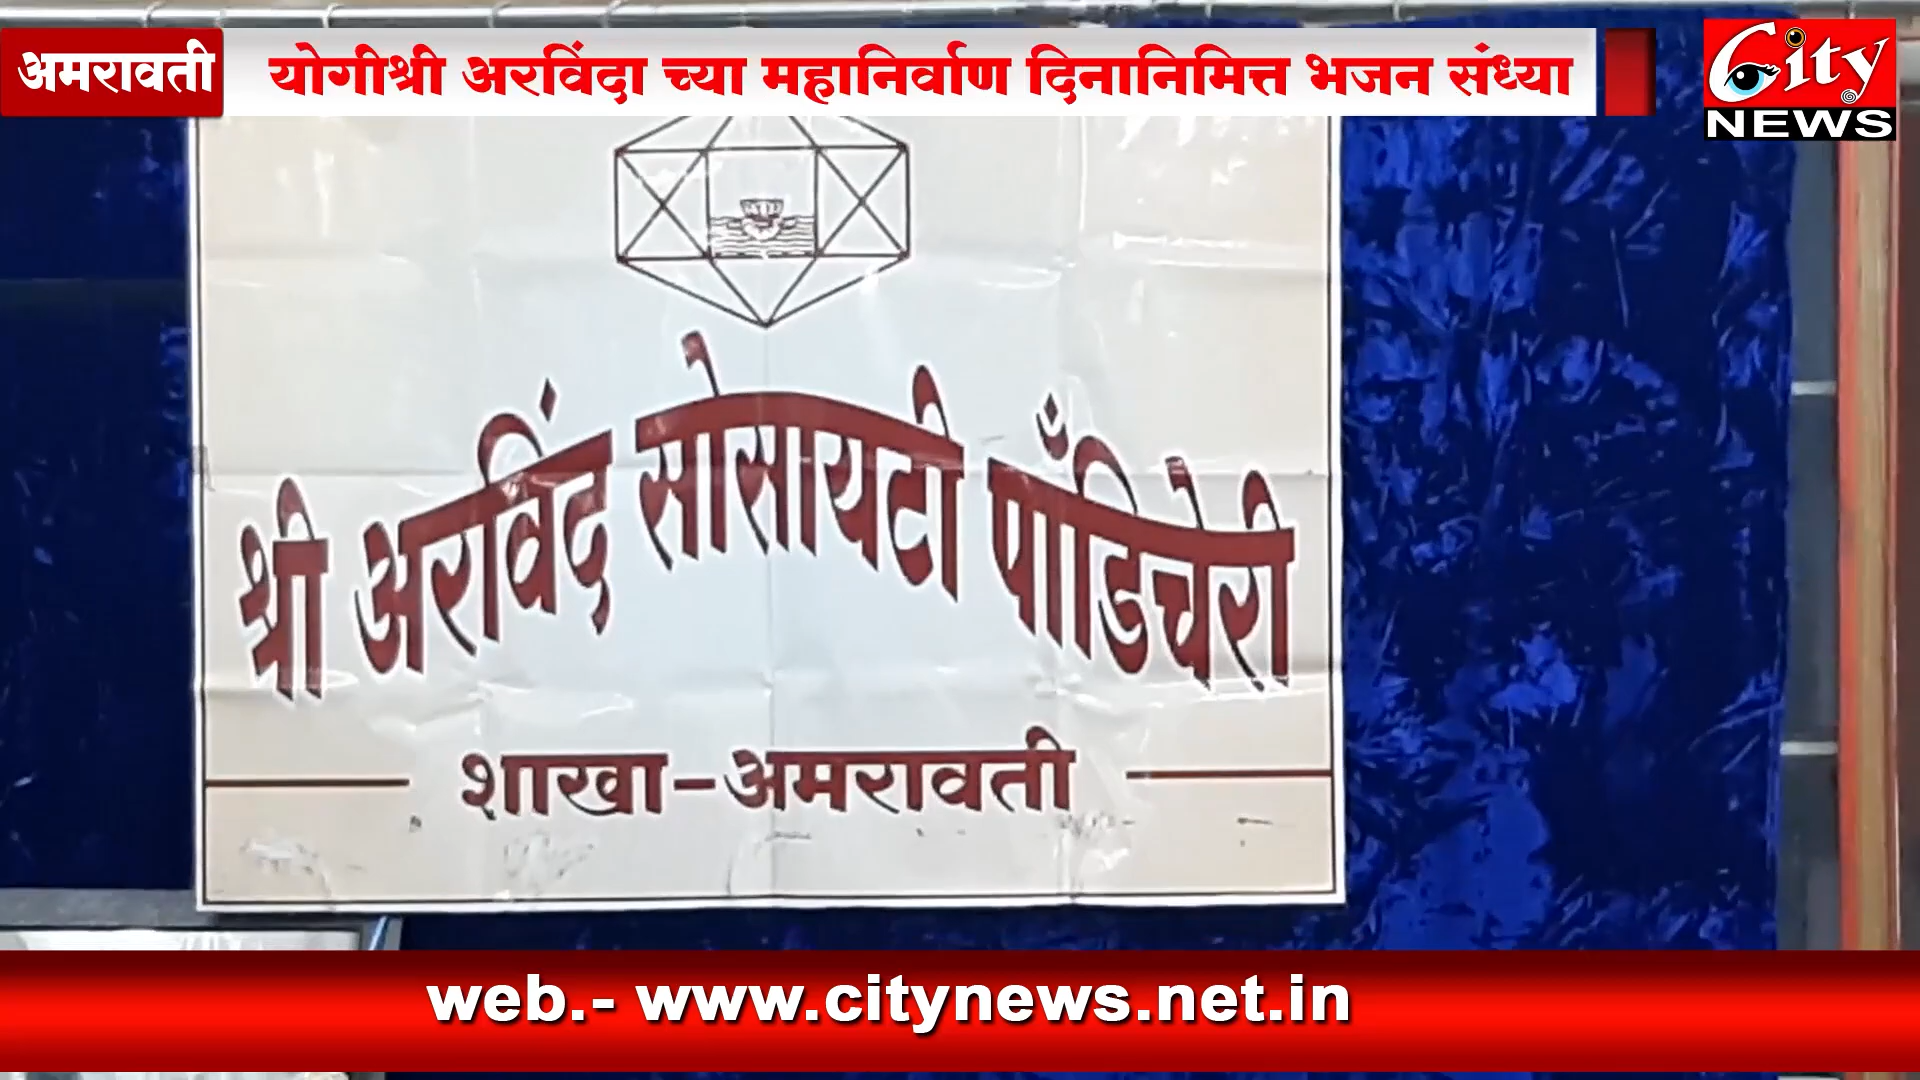 अमरावती
योगीश्री अरविंदा च्या महानिर्वाण दिनानिमित्त भजन संध्या
City
NEWS
श्री अरविंद सोसायटी पाँडिचेरी
शाखा-अमरावती
web.- www.citynews.net.in